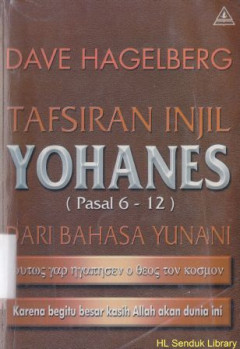 DAVE HAGELBERG
TAFSIRAN INJIL
YOHANES
( Pasal 6 - 12 )
DARI BAHASA YUNANI
ουτως γαρ ηγαπησεν ο θεος τον κοσμον
Karena begitu besar kasih Allah akan dunia ini
HL Senduk Library